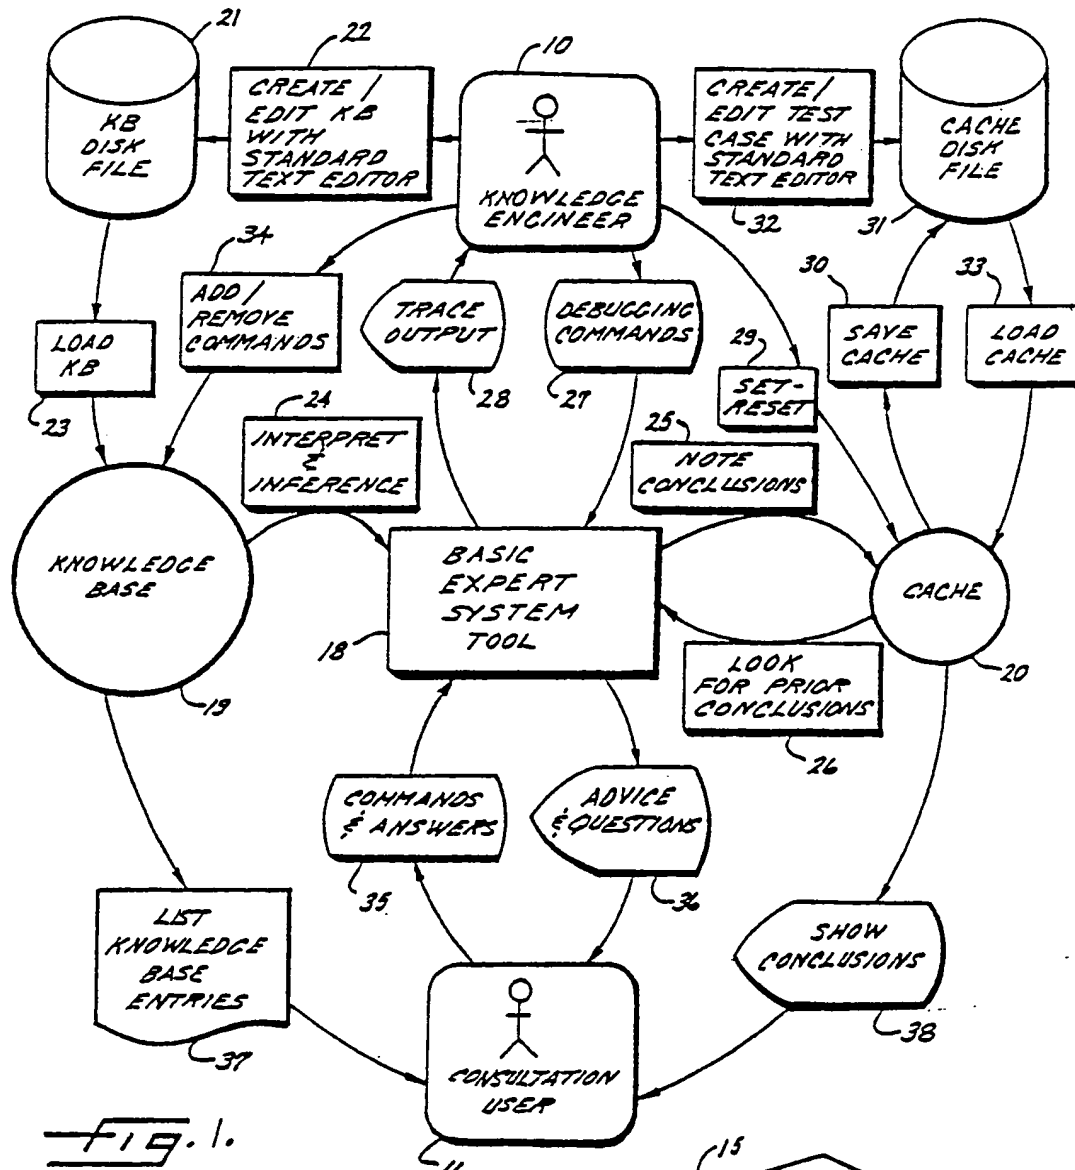 21
22
10
KB
DISK
FILE
CREATE /
EDIT KB
WITH
STANDARD
TEXT EDITOR
KNOWLEDGE
ENGINEER
CREATE /
EDIT TEST
CASE WITH
STANDARD
TEXT EDITOR
32
CACHE
DISK
FILE
31
34
ADD /
REMOVE
COMMANDS
TRACE
OUTPUT
28
DEBUGGING
COMMANDS
27
30
SAVE
CACHE
33
LOAD
CACHE
LOAD
KB
23
29
SET-
RESET
24
INTERPRET
&
INFERENCE
25
NOTE
CONCLUSIONS
KNOWLEDGE
BASE
19
BASIC
EXPERT
SYSTEM
TOOL
18
CACHE
20
LOOK
FOR PRIOR
CONCLUSIONS
26
COMMANDS
& ANSWERS
35
ADVICE
& QUESTIONS
36
LIST
KNOWLEDGE
BASE
ENTRIES
37
SHOW
CONCLUSIONS
38
CONSULTATION
USER
Fig. 1.
15